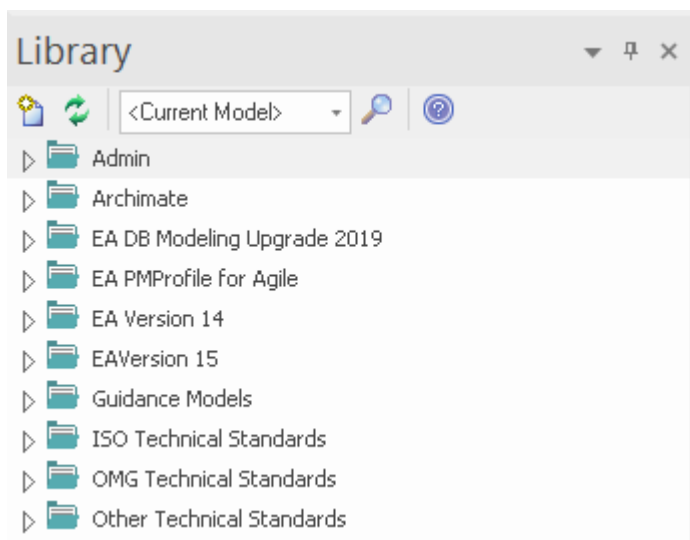 Library
<Current Model>
Admin
Archimate
EA DB Modeling Upgrade 2019
EA PMProfile for Agile
EA Version 14
EAVersion 15
Guidance Models
ISO Technical Standards
OMG Technical Standards
Other Technical Standards